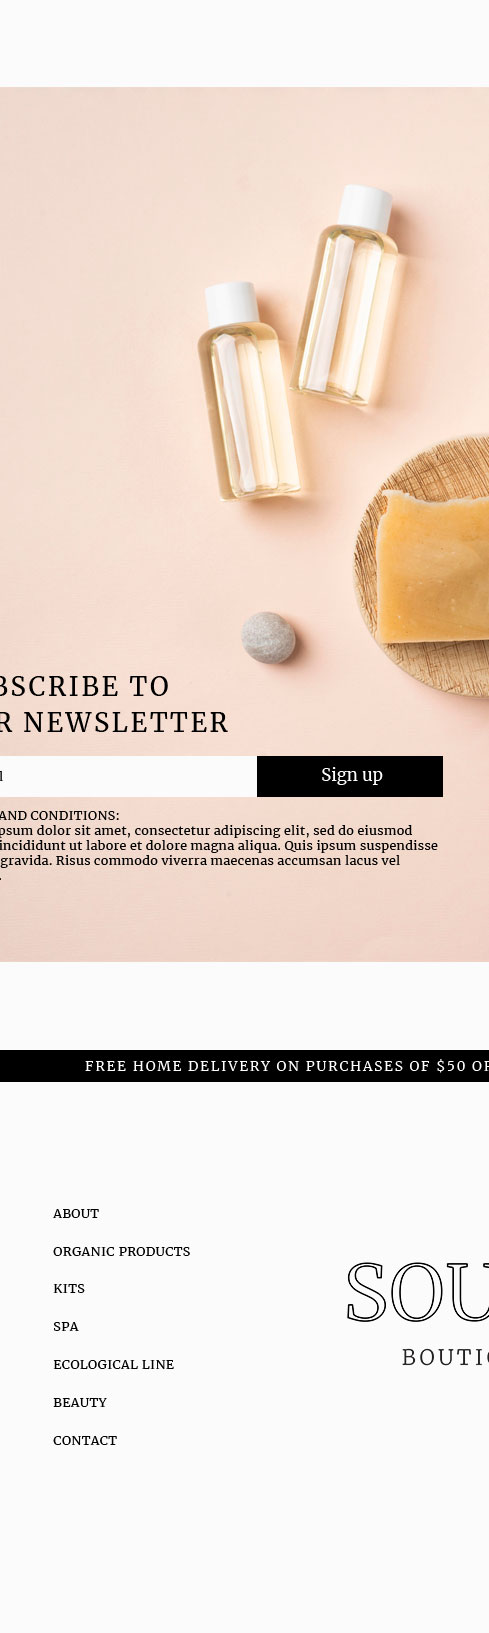 BSCRIBE TO
R NEWSLETTER
l
Sign up
AND CONDITIONS:
psum dolor sit amet, consectetur adipiscing elit, sed do eiusmod
incididunt ut labore et dolore magna aliqua. Quis ipsum suspendisse
gravida. Risus commodo viverra maecenas accumsan lacus vel
.
FREE HOME DELIVERY ON PURCHASES OF $50 OR
ABOUT
ORGANIC PRODUCTS
KITS
SPA
ECOLOGICAL LINE
BEAUTY
CONTACT
SOU
BOUTIQ